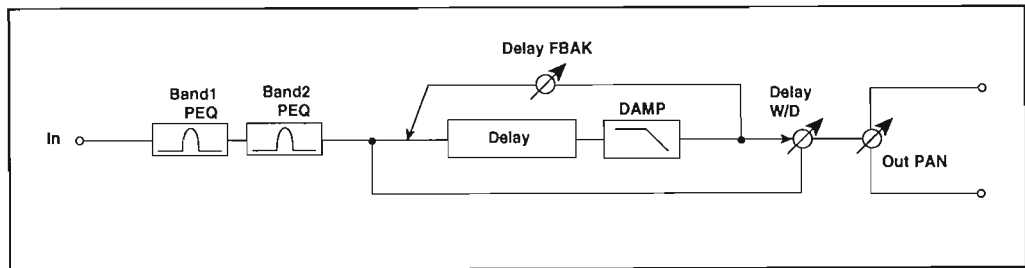 Delay FBAK
Band1
PEQ
Band2
PEQ
DAMP
Delay
W/D
In
Delay
Out PAN